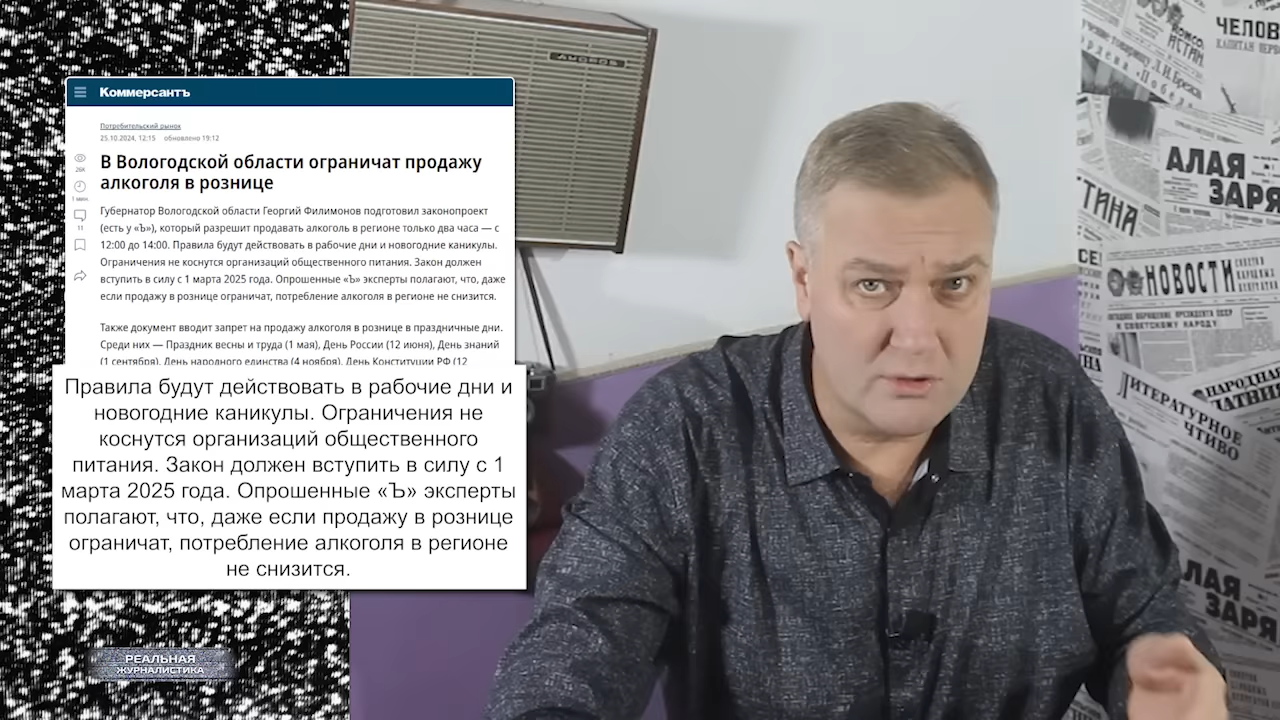 Коммерсантъ
Потребительский рынок
25.10.2024, 12:15 обновлено 19:12
В Вологодской области ограничат продажу
алкоголя в рознице
26K
1 мин.
11
Губернатор Вологодской области Георгий Филимонов подготовил законопроект
(есть у «Ъ»), который разрешит продавать алкоголь в регионе только два часа — с
12:00 до 14:00. Правила будут действовать в рабочие дни и новогодние каникулы.
Ограничения не коснутся организаций общественного питания. Закон должен
вступить в силу с 1 марта 2025 года. Опрошенные «Ъ» эксперты полагают, что, даже
если продажу в рознице ограничат, потребление алкоголя в регионе не снизится.
Также документ вводит запрет на продажу алкоголя в рознице в праздничные дни.
Среди них — Праздник весны и труда (1 мая), День России (12 июня), День знаний
(1 сентября), День народного единства (4 ноября), День Конституции РФ (12
Правила будут действовать в рабочие дни и
новогодние каникулы. Ограничения не
коснутся организаций общественного
питания. Закон должен вступить в силу с 1
марта 2025 года. Опрошенные «Ъ» эксперты
полагают, что, даже если продажу в рознице
ограничат, потребление алкоголя в регионе
не снизится.
РЕАЛЬНАЯ
ЖУРНАЛИСТИКА
ЧЕЛОВ
КАПИТАН
АЛАЯ
ЗАРЯ
ТИНА
НОВОСТИ
К СОВЕТСКОМУ НАРОДУ
ЛИТЕРАТУРНОЕ
ЧТИВО
НАРОДНАЯ
АЛАЯ
ЗАРЯ